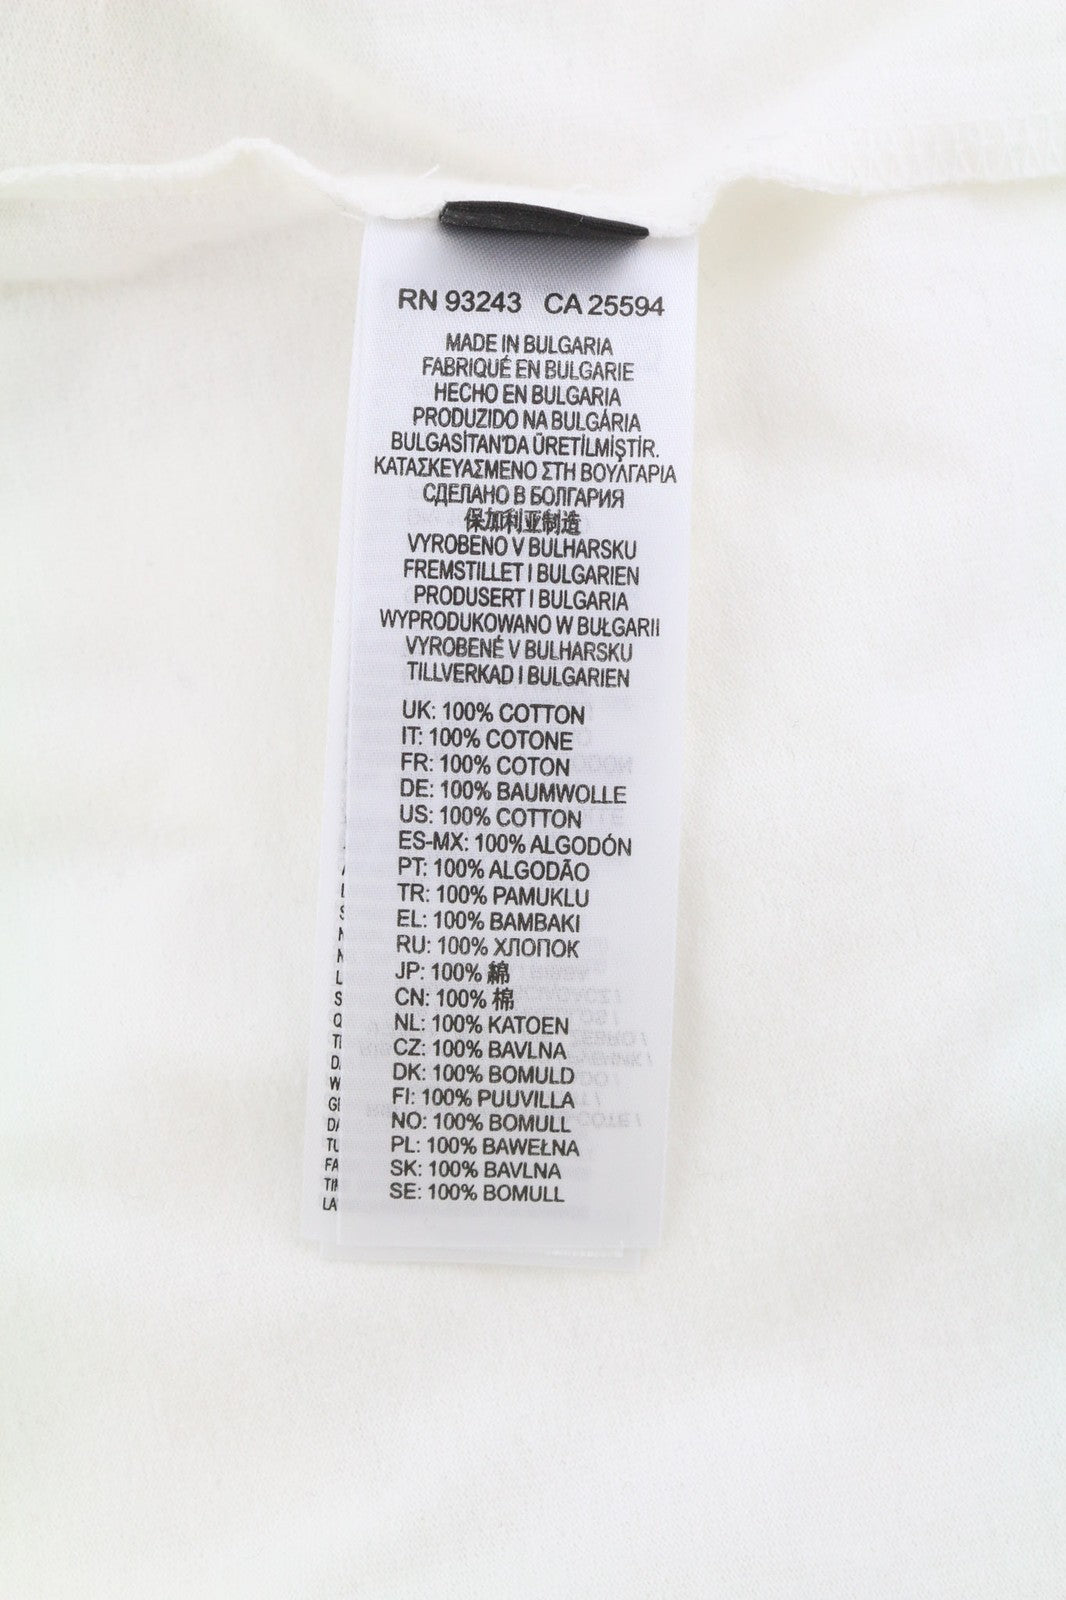 RN 93243 CA 25594
MADE IN BULGARIA
FABRIQUÉ EN BULGARIE
HECHO EN BULGARIA
PRODUZIDO NA BULGÁRIA
BULGASİTAN'DA ÜRETİLMİŞTİR.
ΚΑΤΑΣΚΕΥΑΣΜΕΝΟ ΣΤΗ ΒΟΥΛΓΑΡΙΑ
СДЕЛАНО В БОЛГАРИЯ
保加利亚制造
VYROBENO V BULHARSKU
FREMSTILLET I BULGARIEN
PRODUSERT I BULGARIA
WYPRODUKOWANO W BUŁGARII
VYROBENÉ V BULHARSKU
TILLVERKAD I BULGARIEN
UK: 100% COTTON
IT: 100% COTONE
FR: 100% COTON
DE: 100% BAUMWOLLE
US: 100% COTTON
ES-MX: 100% ALGODÓN
PT: 100% ALGODÃO
TR: 100% PAMUKLU
EL: 100% BAMBAKI
RU: 100% ХЛОПОК
JP: 100% 綿
CN: 100% 棉
NL: 100% KATOEN
CZ: 100% BAVLNA
DK: 100% BOMULD
FI: 100% PUUVILLA
NO: 100% BOMULL
PL: 100% BAWEŁNA
SK: 100% BAVLNA
SE: 100% BOMULL